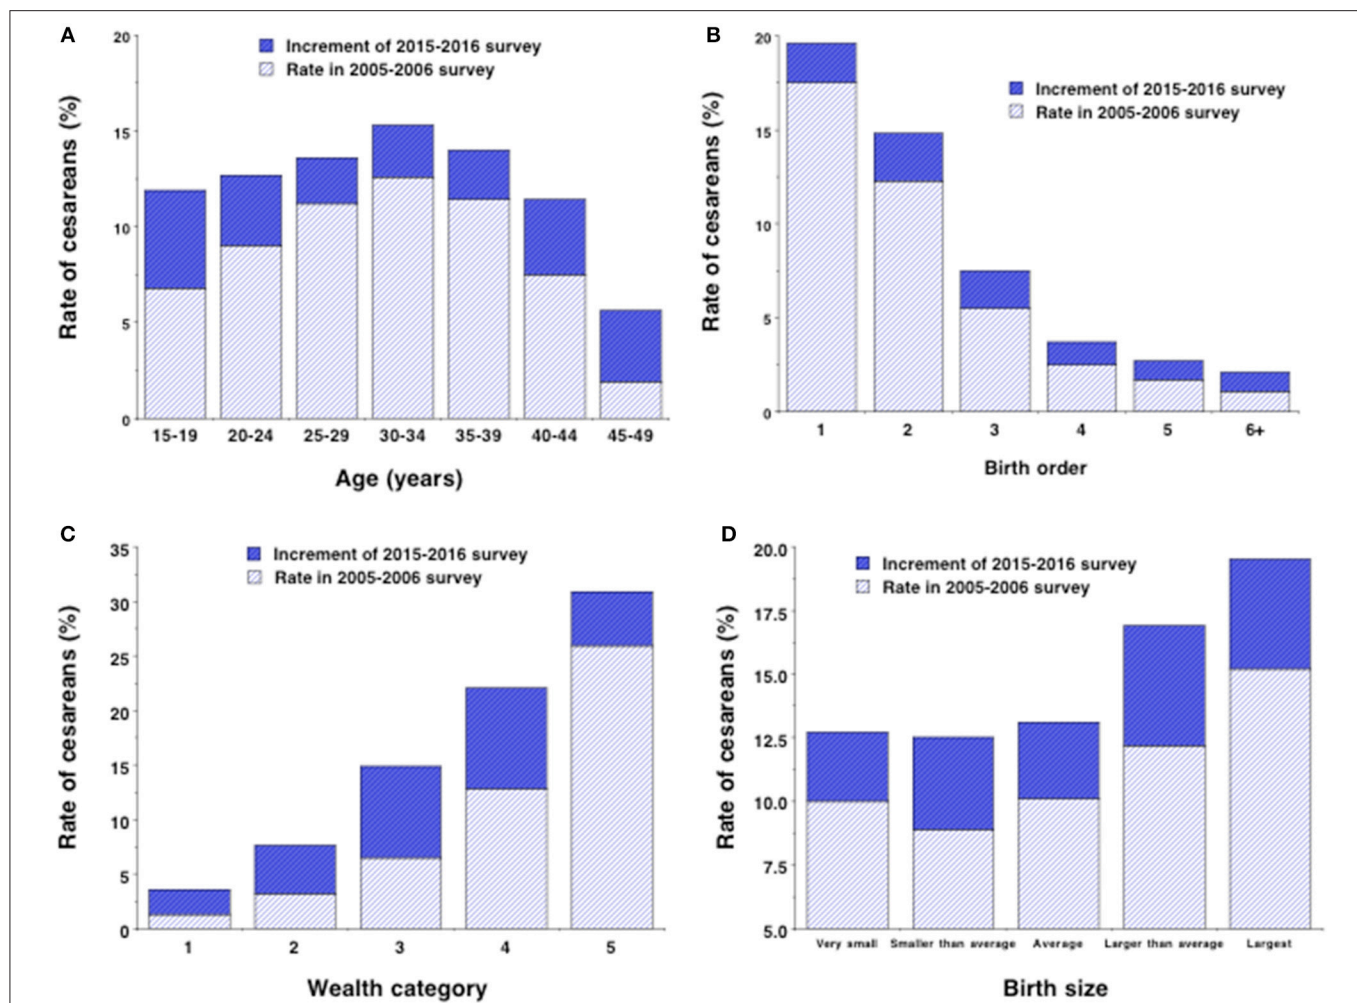 A
20
15
10
5
0
Rate of cesareans (%)
Increment of 2015-2016 survey
Rate in 2005-2006 survey
15-19 20-24 25-29 30-34 35-39 40-44 45-49
Age (years)
B
20
15
10
5
0
Rate of cesareans (%)
Increment of 2015-2016 survey
Rate in 2005-2006 survey
1 2 3 4 5 6+
Birth order
C
35
30
25
20
15
10
5
0
Rate of cesareans (%)
Increment of 2015-2016 survey
Rate in 2005-2006 survey
1 2 3 4 5
Wealth category
D
20.0
17.5
15.0
12.5
10.0
7.5
5.0
Rate of cesareans (%)
Increment of 2015-2016 survey
Rate in 2005-2006 survey
Very small Smaller than average Average Larger than average Largest
Birth size